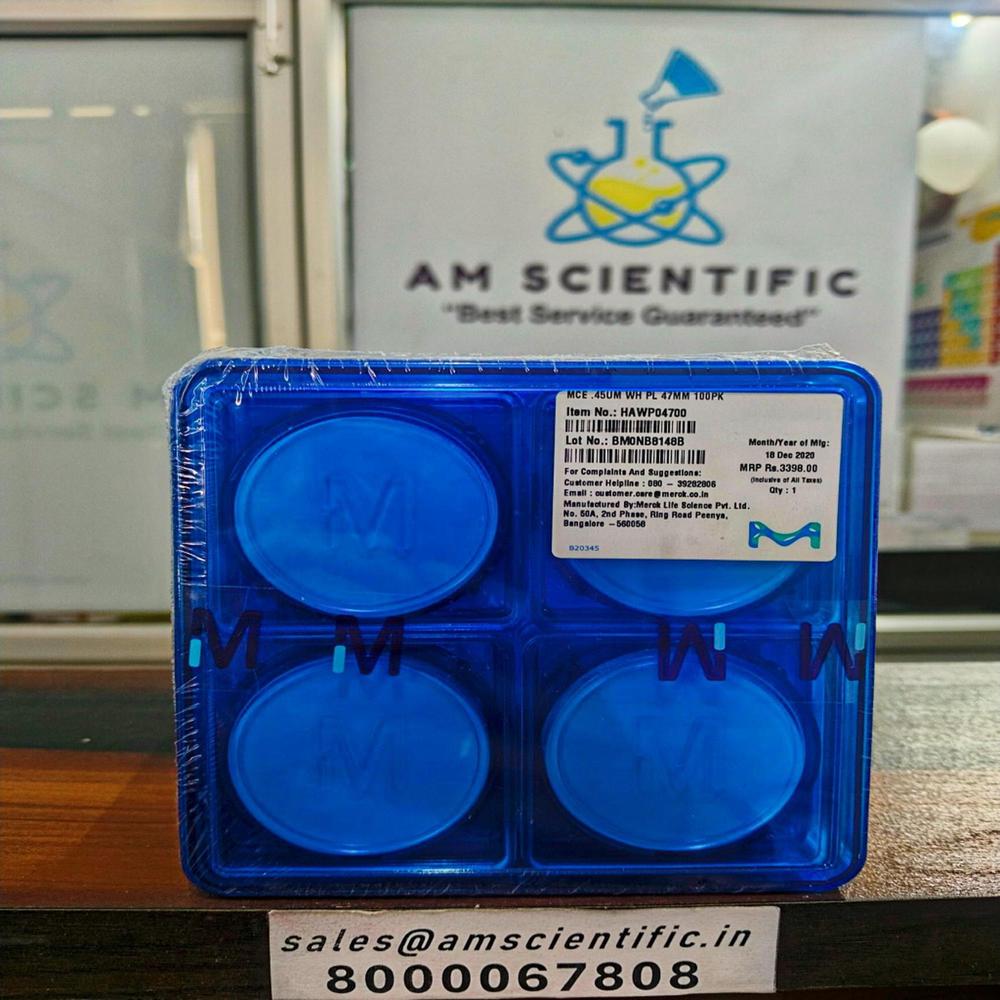 AM SCIENTIFIC
"Best Service Guaranteed"
MCE .45UM WH PL 47MM 100PK
Item No.: HAWP04700
Lot No.: BM0NB8148B
Month/Year of Mfg:
18 Dec 2020
MRP Rs.3398.00
(Inclusive of All Taxes)
Qty : 1
For Complaints And Suggestions:
Customer Helpline : 080 - 39282806
Email : customer.care@merck.co.in
Manufactured By:Merck Life Science Pvt. Ltd.
No. 50A, 2nd Phase, Ring Road Peenya,
Bangalore -560058
B20345
M
M
M
M
M
M
M
M
sales@amscientific.in
8000067808